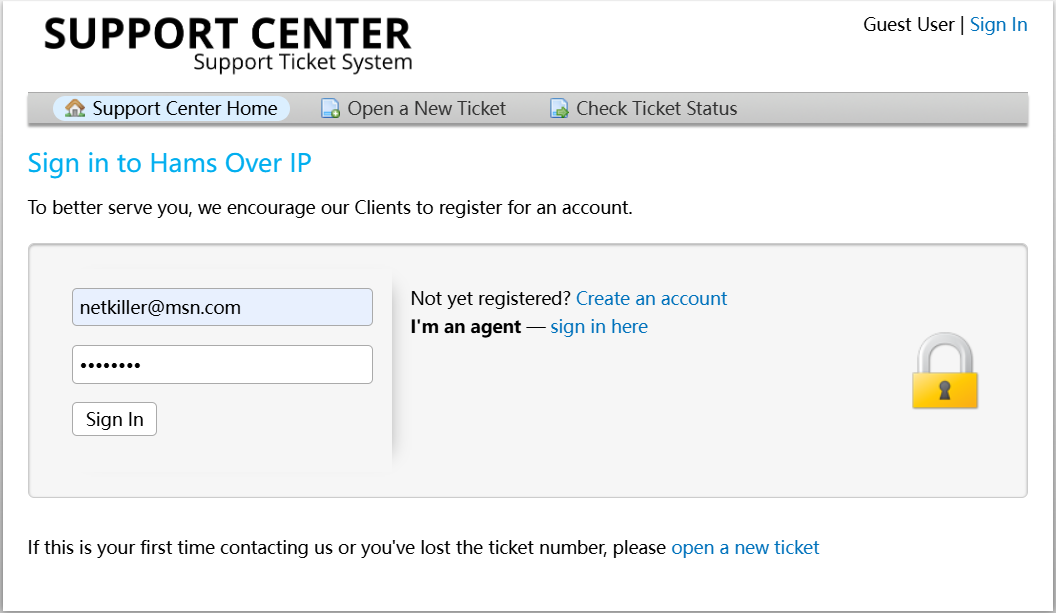 SUPPORT CENTER
Support Ticket System
Guest User | Sign In
Support Center Home
Open a New Ticket
Check Ticket Status
Sign in to Hams Over IP
To better serve you, we encourage our Clients to register for an account.
netkiller@msn.com
••••••••
Sign In
Not yet registered? Create an account
I'm an agent — sign in here
If this is your first time contacting us or you've lost the ticket number, please open a new ticket